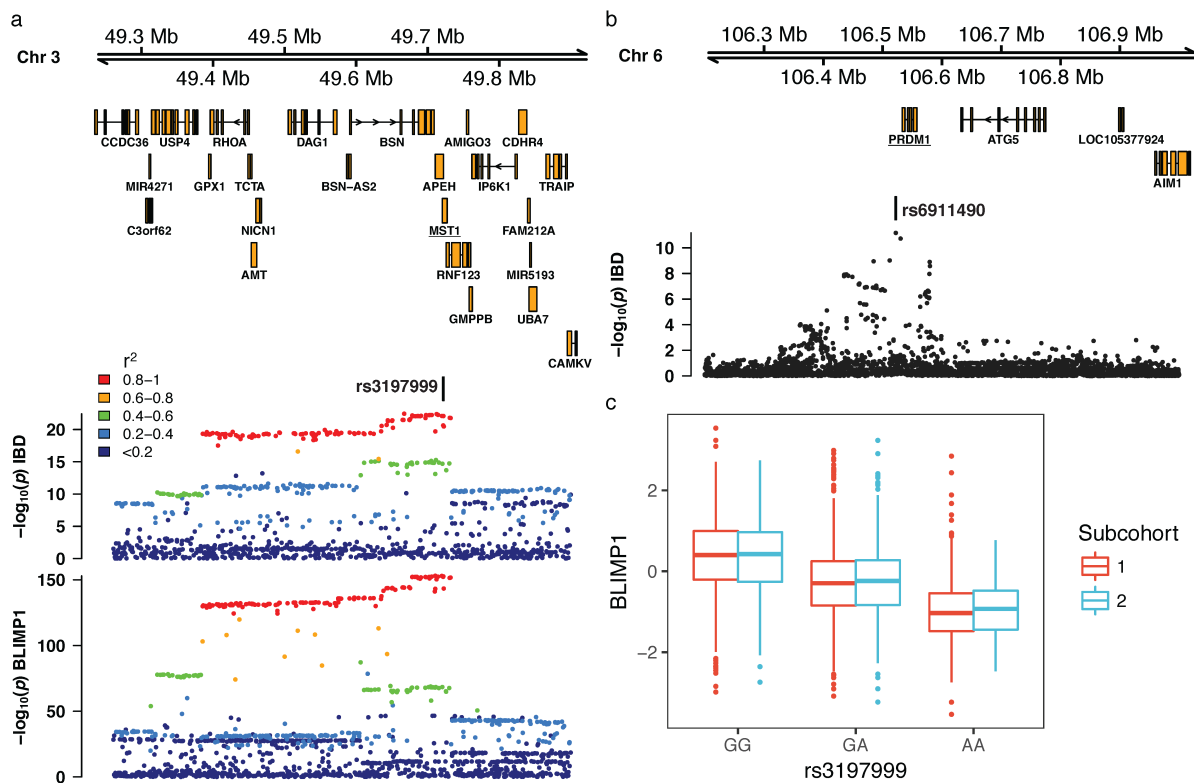 a
49.3 Mb 49.5 Mb 49.7 Mb
Chr 3
49.4 Mb 49.6 Mb 49.8 Mb
CCDC36 USP4 RHOA DAG1 BSN AMIGO3 CDHR4
MIR4271 GPX1 TCTA BSN−AS2 APEH IP6K1 TRAIP
C3orf62 NICN1 MST1 FAM212A
AMT RNF123 MIR5193
GMPPB UBA7
CAMKV
r²
0.8−1
0.6−0.8
0.4−0.6
0.2−0.4
<0.2
rs3197999
−log₁₀(p) IBD
20
15
10
5
0
−log₁₀(p) BLIMP1
150
100
50
0
b
106.3 Mb 106.5 Mb 106.7 Mb 106.9 Mb
Chr 6
106.4 Mb 106.6 Mb 106.8 Mb
PRDM1 ATG5 LOC105377924
AIM1
rs6911490
−log₁₀(p) IBD
10
8
6
4
2
0
c
BLIMP1
2
0
−2
GG GA AA
rs3197999
Subcohort
1
2